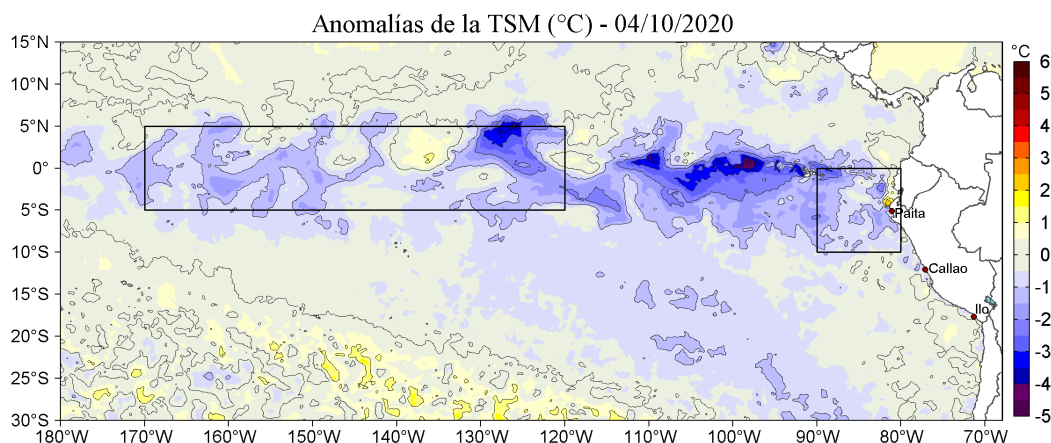 Anomalías de la TSM (°C) - 04/10/2020
°C
15°N
10°N
5°N
0°
5°S
10°S
15°S
20°S
25°S
30°S
180°W
170°W
160°W
150°W
140°W
130°W
120°W
110°W
100°W
90°W
80°W
70°W
Paita
Callao
Ilo
6
5
4
3
2
1
0
-1
-2
-3
-4
-5